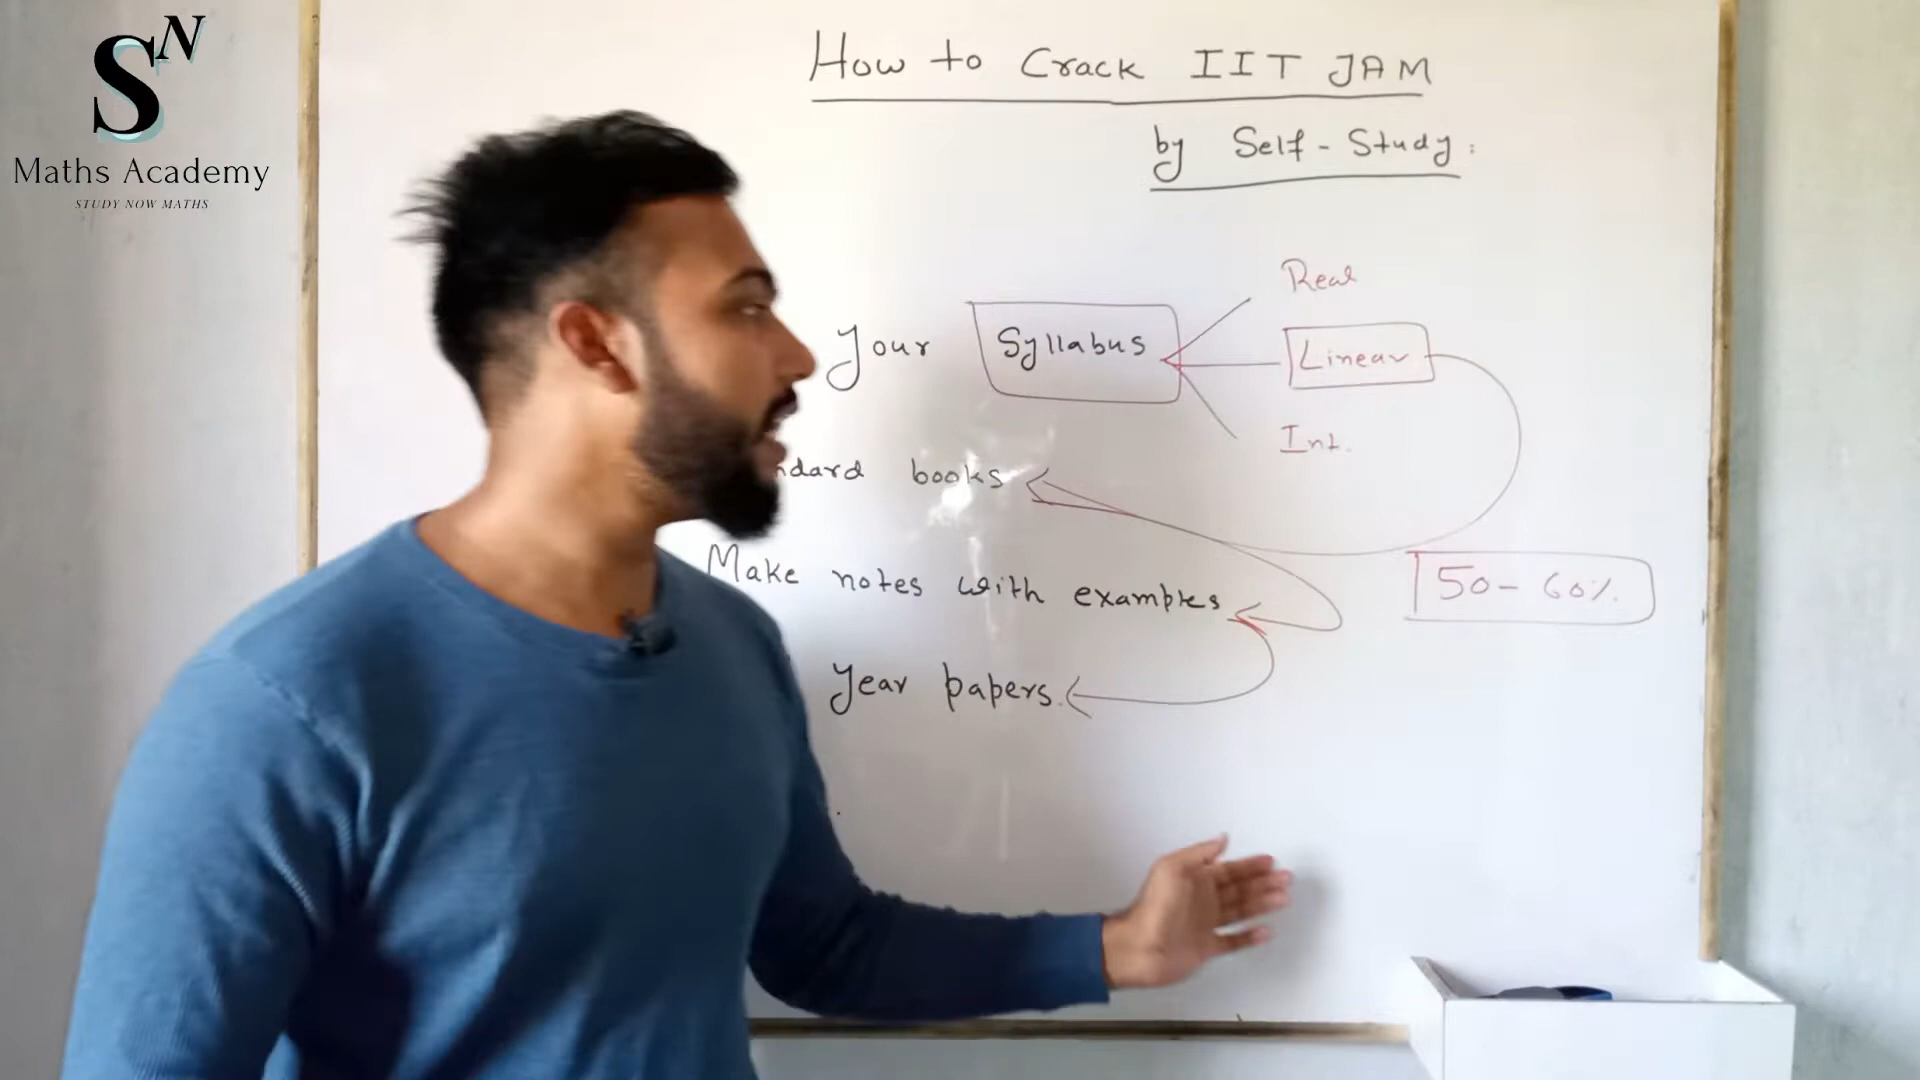 SN
Maths Academy
STUDY NOW MATHS
How to Crack IIT JAM
by Self-Study:
Your Syllabus
Real
Linear
Int.
ndard books
Make notes with examples
50-60%
Year papers.